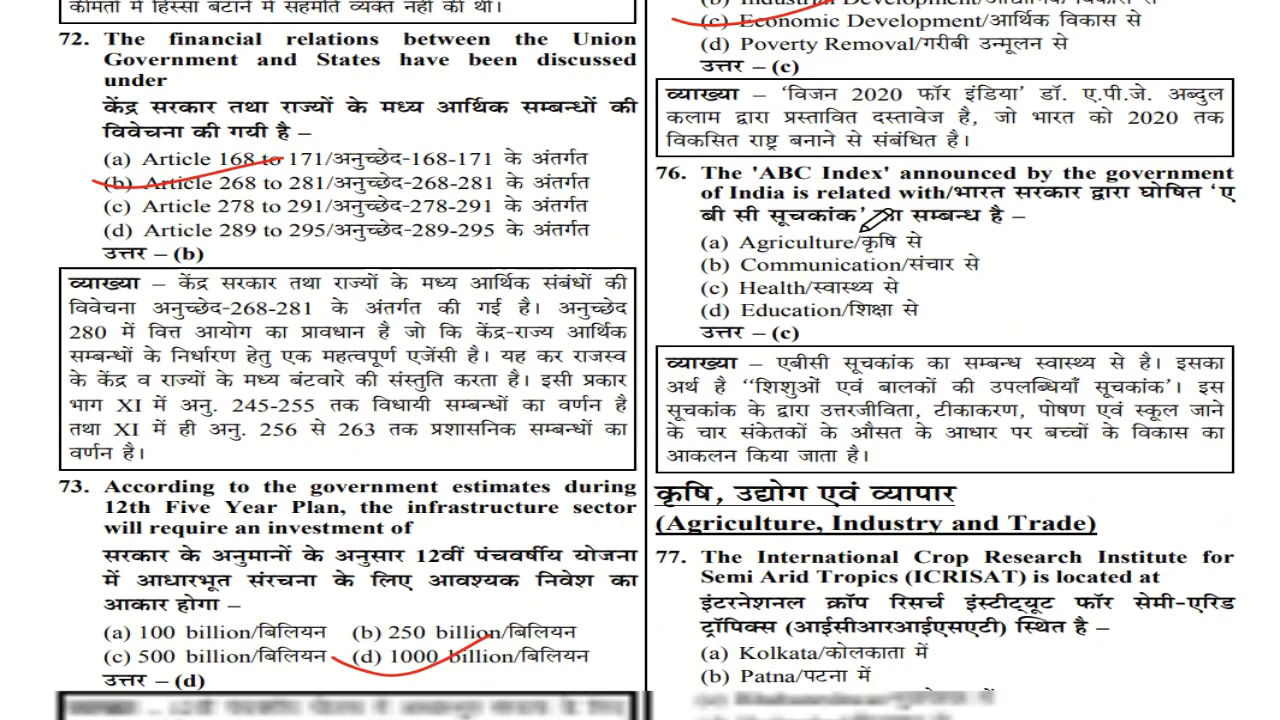 कीमतों में हिस्सा बटाने में सहमति व्यक्त नहीं की थी।
72. The financial relations between the Union
Government and States have been discussed
under
केंद्र सरकार तथा राज्यों के मध्य आर्थिक सम्बन्धों की
विवेचना की गयी है –
(a) Article 168 to 171/अनुच्छेद-168-171 के अंतर्गत
(b) Article 268 to 281/अनुच्छेद-268-281 के अंतर्गत
(c) Article 278 to 291/अनुच्छेद-278-291 के अंतर्गत
(d) Article 289 to 295/अनुच्छेद-289-295 के अंतर्गत
उत्तर – (b)
व्याख्या – केंद्र सरकार तथा राज्यों के मध्य आर्थिक संबंधों की
विवेचना अनुच्छेद-268-281 के अंतर्गत की गई है। अनुच्छेद
280 में वित्त आयोग का प्रावधान है जो कि केंद्र-राज्य आर्थिक
सम्बन्धों के निर्धारण हेतु एक महत्वपूर्ण एजेंसी है। यह कर राजस्व
के केंद्र व राज्यों के मध्य बंटवारे की संस्तुति करता है। इसी प्रकार
भाग XI में अनु. 245-255 तक विधायी सम्बन्धों का वर्णन है
तथा XI में ही अनु. 256 से 263 तक प्रशासनिक सम्बन्धों का
वर्णन है।
73. According to the government estimates during
12th Five Year Plan, the infrastructure sector
will require an investment of
सरकार के अनुमानों के अनुसार 12वीं पंचवर्षीय योजना
में आधारभूत संरचना के लिए आवश्यक निवेश का
आकार होगा –
(a) 100 billion/बिलियन (b) 250 billion/बिलियन
(c) 500 billion/बिलियन (d) 1000 billion/बिलियन
उत्तर – (d)
(b) Industrial Development/औद्योगिक विकास से
(c) Economic Development/आर्थिक विकास से
(d) Poverty Removal/गरीबी उन्मूलन से
उत्तर – (c)
व्याख्या – ‘विजन 2020 फॉर इंडिया’ डॉ. ए.पी.जे. अब्दुल
कलाम द्वारा प्रस्तावित दस्तावेज है, जो भारत को 2020 तक
विकसित राष्ट्र बनाने से संबंधित है।
76. The 'ABC Index' announced by the government
of India is related with/भारत सरकार द्वारा घोषित ‘ए
बी सी सूचकांक’ सम्बन्ध है –
(a) Agriculture/कृषि से
(b) Communication/संचार से
(c) Health/स्वास्थ्य से
(d) Education/शिक्षा से
उत्तर – (c)
व्याख्या – एबीसी सूचकांक का सम्बन्ध स्वास्थ्य से है। इसका
अर्थ है ‘‘शिशुओं एवं बालकों की उपलब्धियाँ सूचकांक’। इस
सूचकांक के द्वारा उत्तरजीविता, टीकाकरण, पोषण एवं स्कूल जाने
के चार संकेतकों के औसत के आधार पर बच्चों के विकास का
आकलन किया जाता है।
कृषि, उद्योग एवं व्यापार
(Agriculture, Industry and Trade)
77. The International Crop Research Institute for
Semi Arid Tropics (ICRISAT) is located at
इंटरनेशनल क्रॉप रिसर्च इंस्टीट्यूट फॉर सेमी-एरिड
ट्रॉपिक्स (आईसीआरआईएसएटी) स्थित है –
(a) Kolkata/कोलकाता में
(b) Patna/पटना में